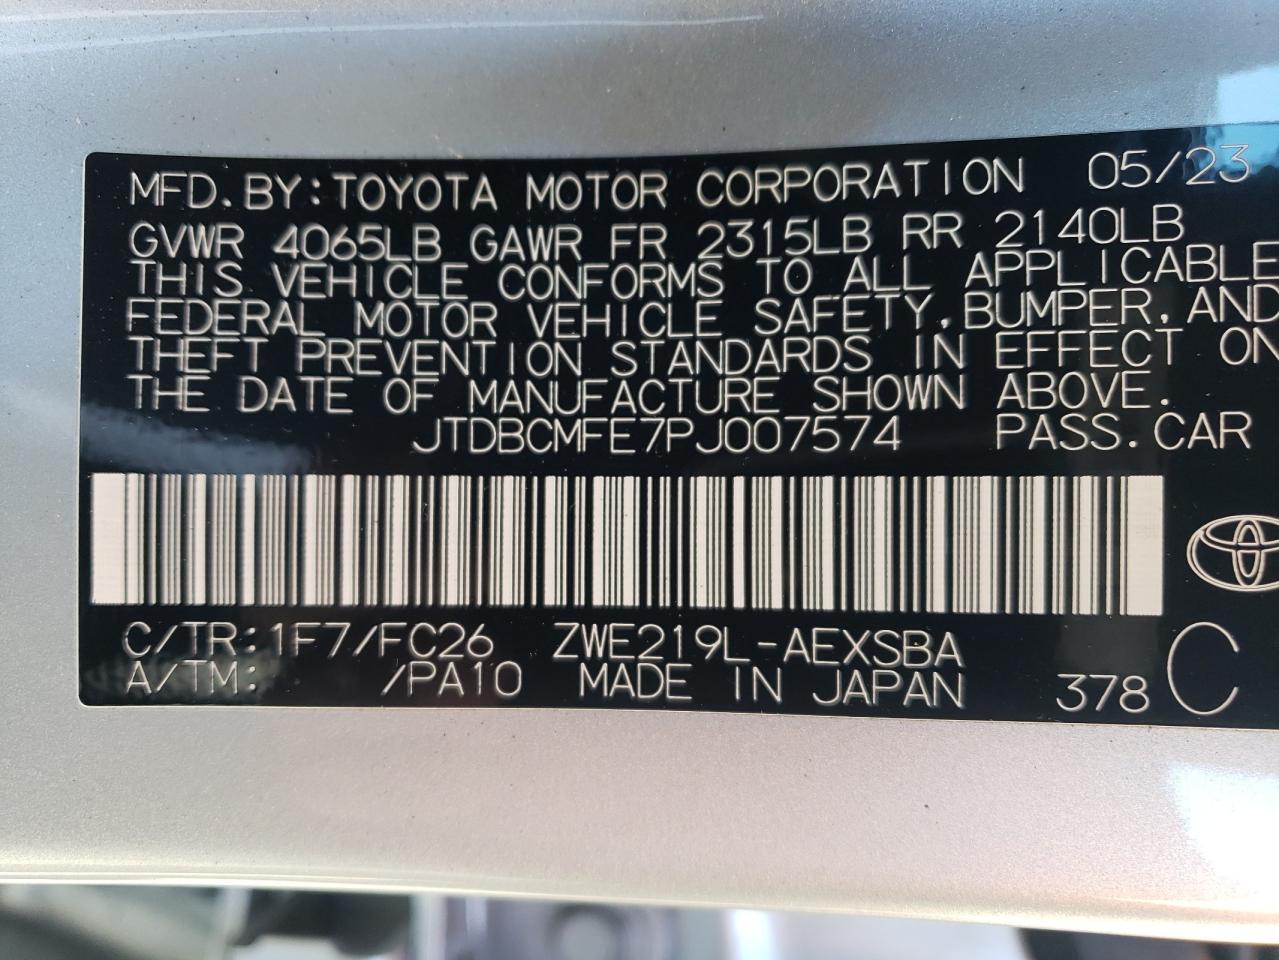 MFD.BY:TOYOTA MOTOR CORPORATION 05/23
GVWR 4065LB GAWR FR 2315LB RR 2140LB
THIS VEHICLE CONFORMS TO ALL APPLICABLE
FEDERAL MOTOR VEHICLE SAFETY,BUMPER,AND
THEFT PREVENTION STANDARDS IN EFFECT ON
THE DATE OF MANUFACTURE SHOWN ABOVE.
JTDBCMFE7PJ007574 PASS.CAR
C/TR:1F7/FC26 ZWE219L-AEXSBA
A/TM: /PA10 MADE IN JAPAN 378 C